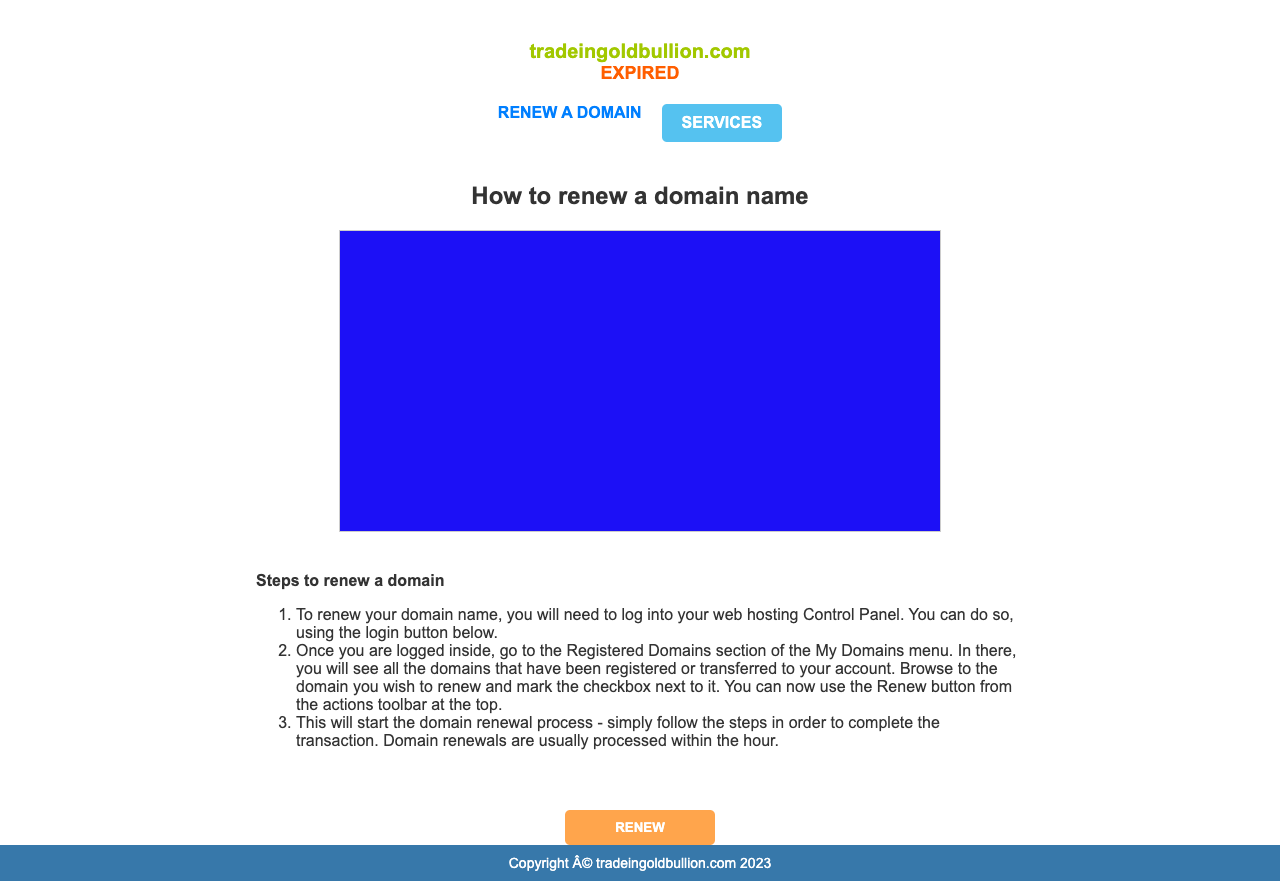 tradeingoldbullion.com
EXPIRED
RENEW A DOMAIN
SERVICES
How to renew a domain name
Steps to renew a domain
1. To renew your domain name, you will need to log into your web hosting Control Panel. You can do so,
using the login button below.
2. Once you are logged inside, go to the Registered Domains section of the My Domains menu. In there,
you will see all the domains that have been registered or transferred to your account. Browse to the
domain you wish to renew and mark the checkbox next to it. You can now use the Renew button from
the actions toolbar at the top.
3. This will start the domain renewal process - simply follow the steps in order to complete the
transaction. Domain renewals are usually processed within the hour.
RENEW
Copyright Â© tradeingoldbullion.com 2023